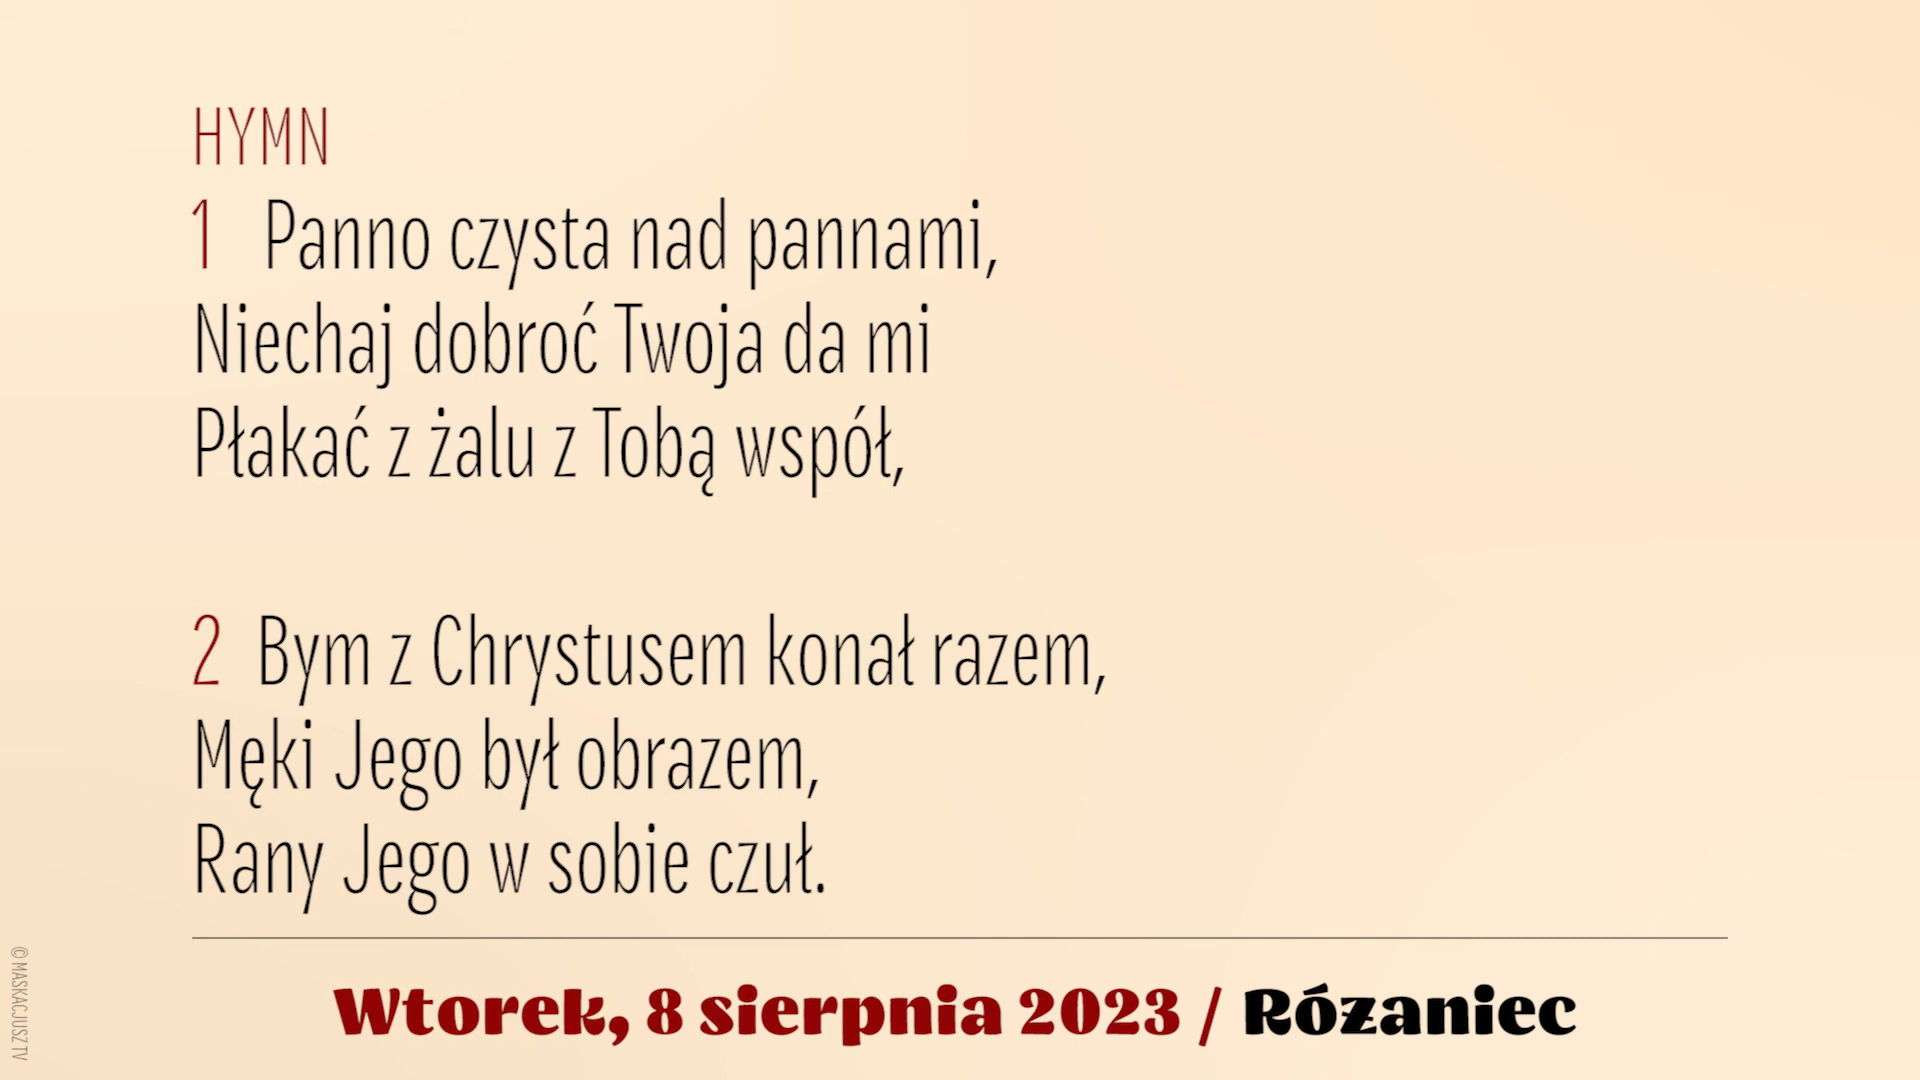 HYMN
1 Panno czysta nad pannami,
Niechaj dobroć Twoja da mi
Płakać z żalu z Tobą współ,
2 Bym z Chrystusem konał razem,
Męki Jego był obrazem,
Rany Jego w sobie czuł.
Wtorek, 8 sierpnia 2023 / Rózaniec
© MASKACJUSZ TV